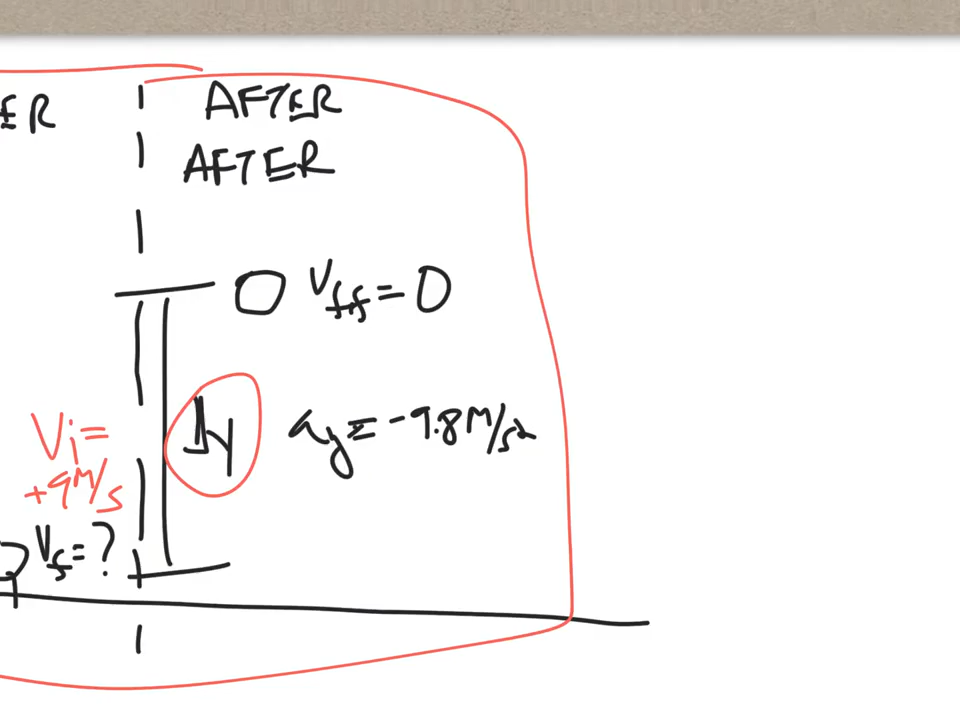 ER
AFTER
AFTER
Vff=0
Δy ay=-9.8M/s²
Vi=
+9M/s
Vf=?